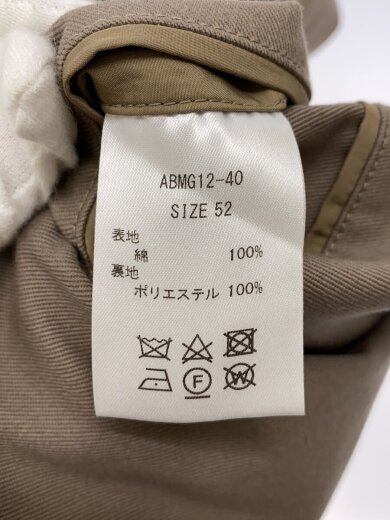 ABMG12-40
SIZE 52
表地
綿 100%
裏地
ポリエステル 100%
F
W